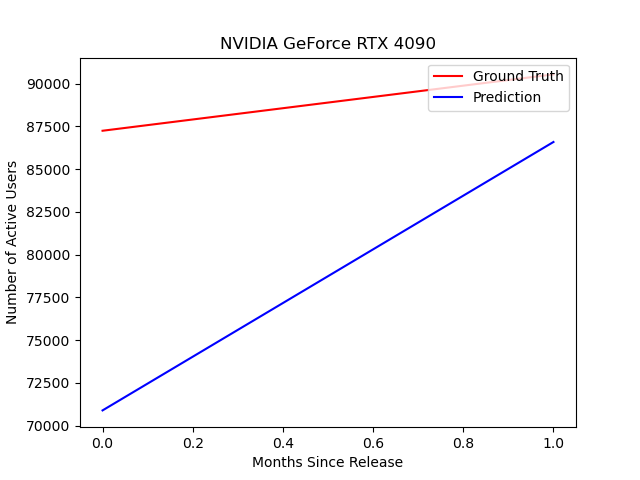 NVIDIA GeForce RTX 4090
Ground Truth
Prediction
Number of Active Users
90000
87500
85000
82500
80000
77500
75000
72500
70000
0.0 0.2 0.4 0.6 0.8 1.0
Months Since Release